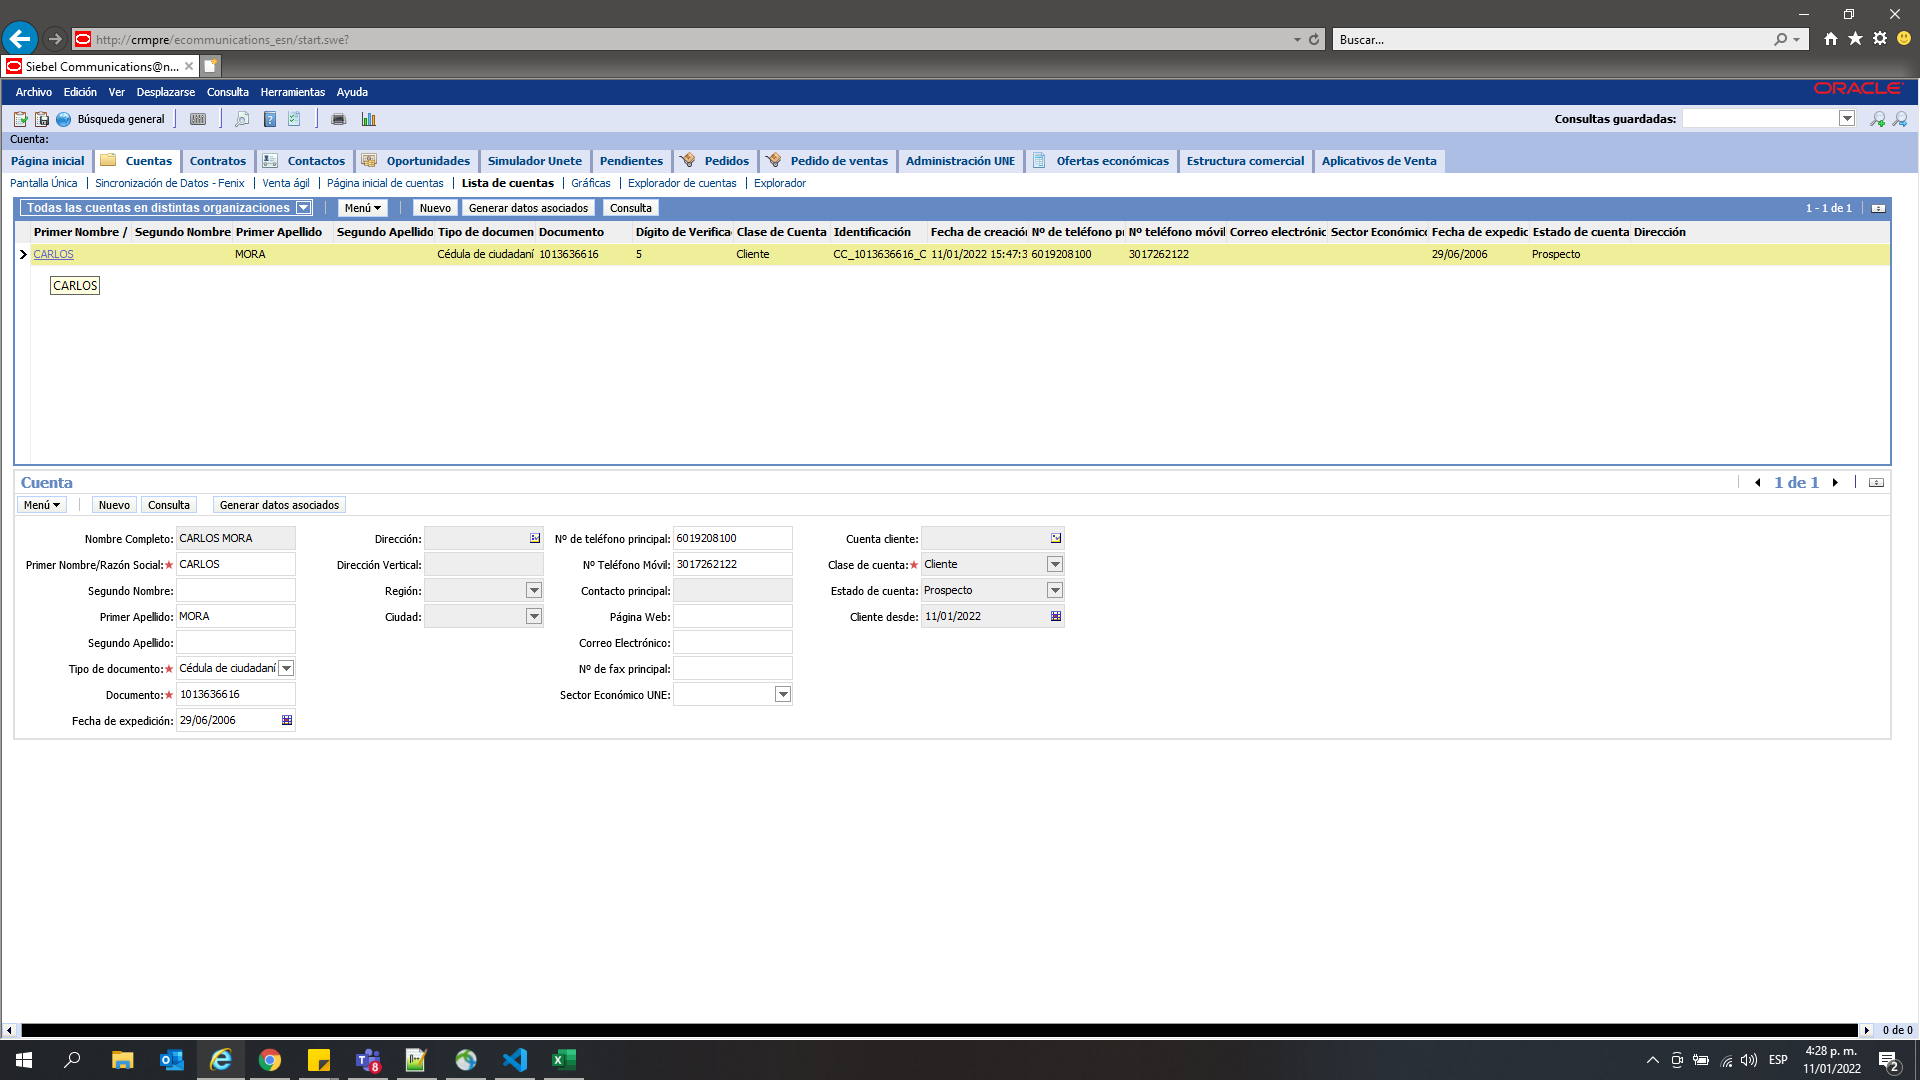 http://crmpre/ecommunications_esn/start.swe?
Buscar...
Siebel Communications@n...
Archivo Edición Ver Desplazarse Consulta Herramientas Ayuda
ORACLE
Búsqueda general
Consultas guardadas:
Cuenta:
Página inicial Cuentas Contratos Contactos Oportunidades Simulador Unete Pendientes Pedidos Pedido de ventas Administración UNE Ofertas económicas Estructura comercial Aplicativos de Venta
Pantalla Única Sincronización de Datos - Fenix Venta ágil Página inicial de cuentas Lista de cuentas Gráficas Explorador de cuentas Explorador
Todas las cuentas en distintas organizaciones Menú Nuevo Generar datos asociados Consulta 1 - 1 de 1
Primer Nombre / Segundo Nombre Primer Apellido Segundo Apellido Tipo de documen Documento Dígito de Verifica Clase de Cuenta Identificación Fecha de creació Nº de teléfono p Nº teléfono móvil Correo electrónic Sector Económico Fecha de expedic Estado de cuenta Dirección
CARLOS MORA Cédula de ciudadaní 1013636616 5 Cliente CC_1013636616_C 11/01/2022 15:47:3 6019208100 3017262122 29/06/2006 Prospecto
CARLOS
Cuenta
1 de 1
Menú Nuevo Consulta Generar datos asociados
Nombre Completo: CARLOS MORA Dirección: Nº de teléfono principal: 6019208100 Cuenta cliente:
Primer Nombre/Razón Social:* CARLOS Dirección Vertical: Nº Teléfono Móvil: 3017262122 Clase de cuenta:* Cliente
Segundo Nombre: Región: Contacto principal: Estado de cuenta: Prospecto
Primer Apellido: MORA Ciudad: Página Web: Cliente desde: 11/01/2022
Segundo Apellido: Correo Electrónico:
Tipo de documento:* Cédula de ciudadaní Nº de fax principal:
Documento:* 1013636616 Sector Económico UNE:
Fecha de expedición: 29/06/2006
0 de 0
8
ESP
4:28 p. m.
11/01/2022
2